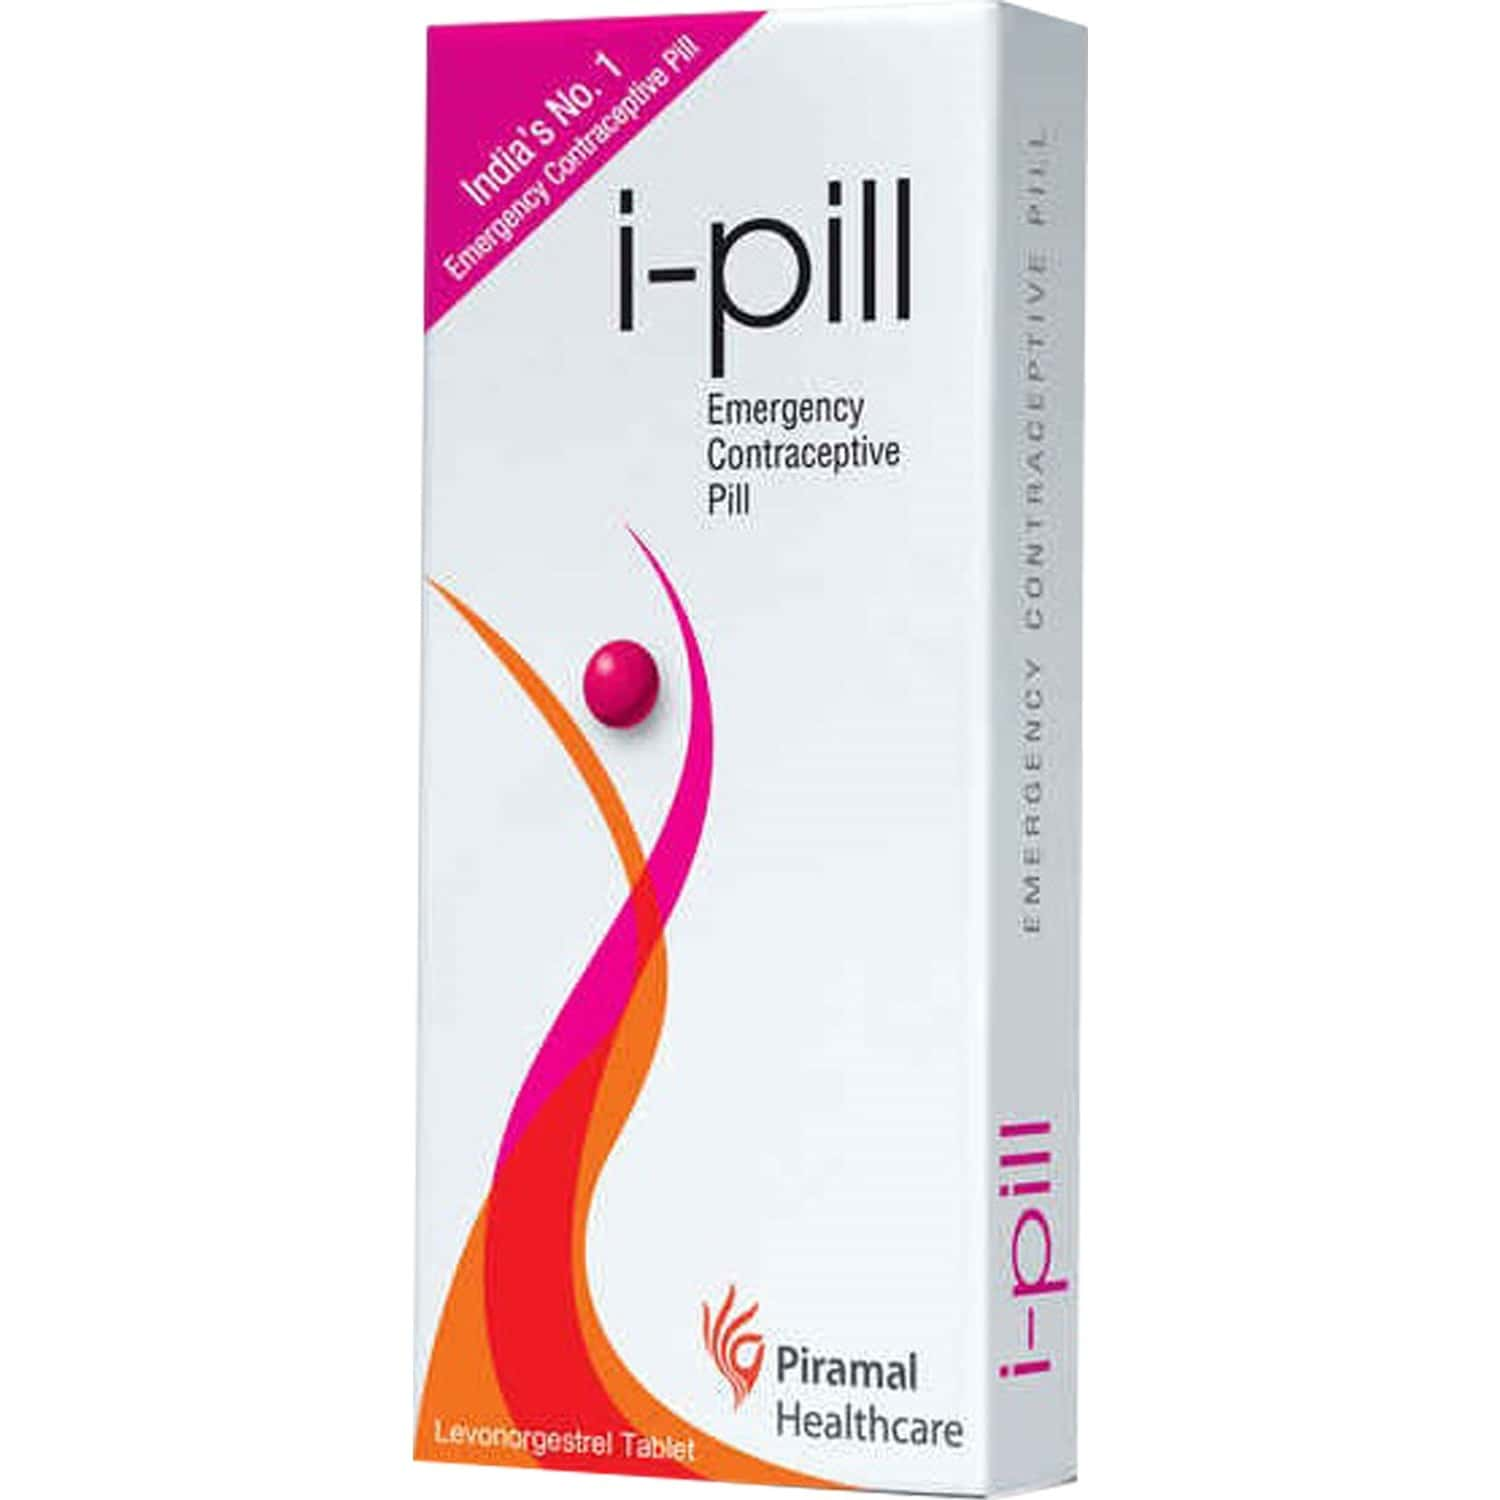 India's No. 1
Emergency Contraceptive Pill
i-pill
Emergency
Contraceptive
Pill
Piramal
Healthcare
Levonorgestrel Tablet
EMERGENCY CONTRACEPTIVE PILL
i-pill